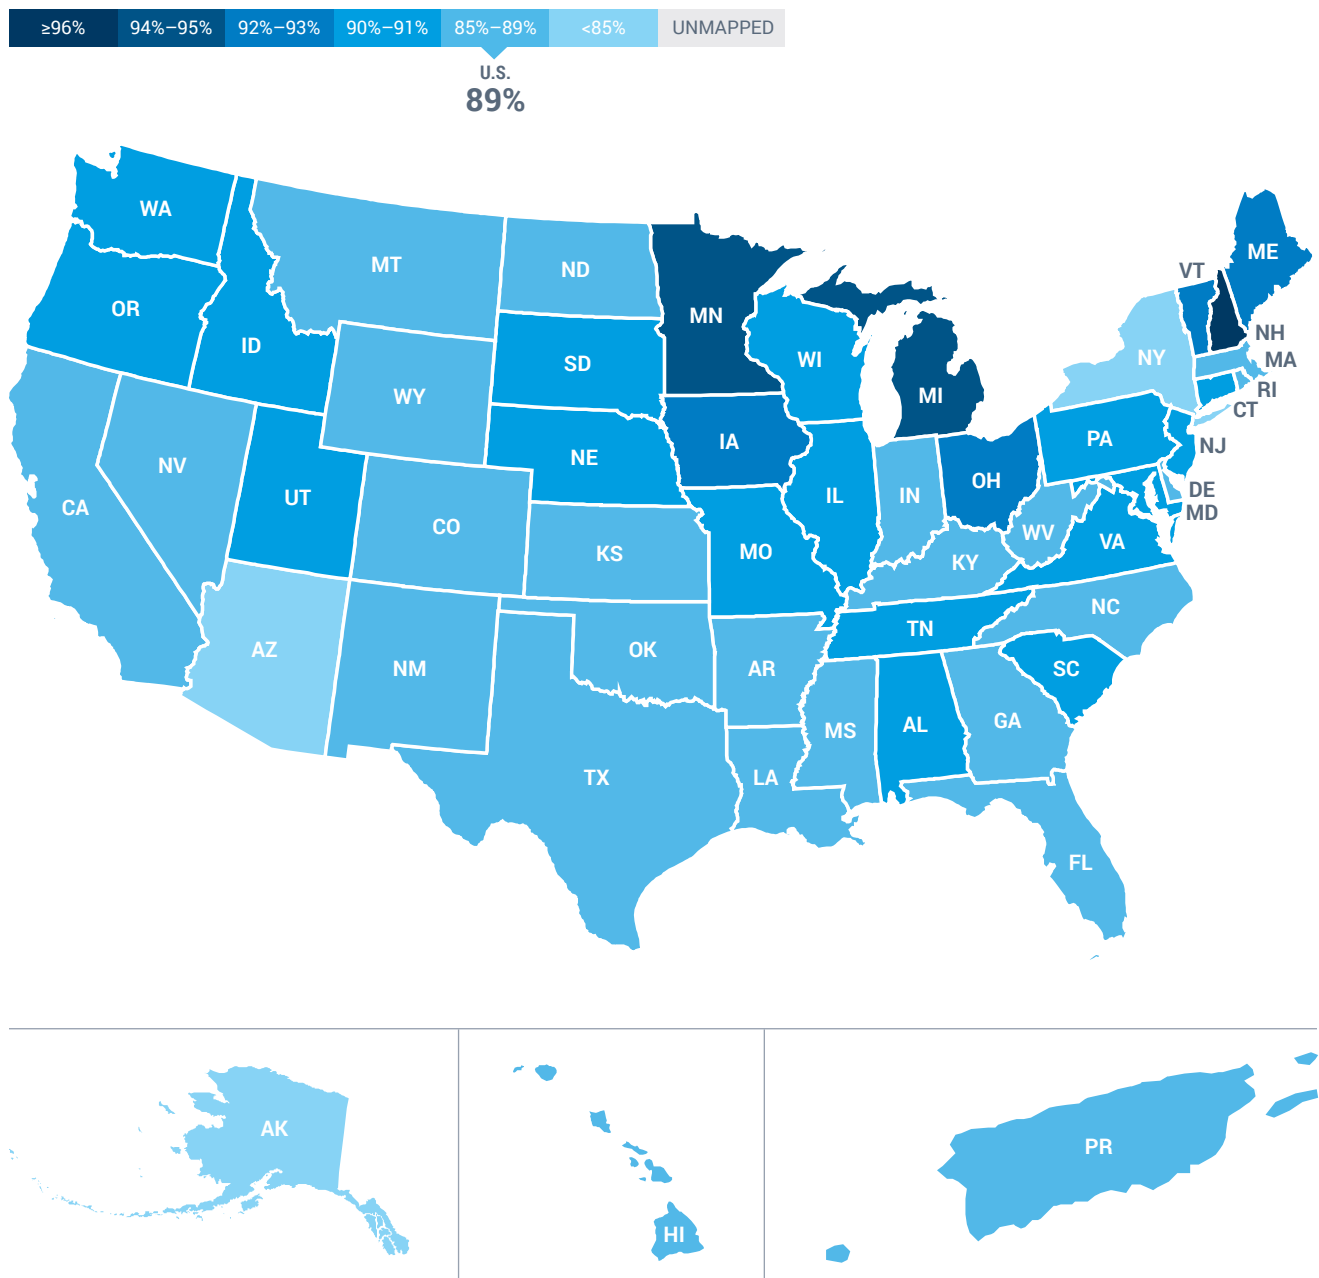 ≥96% 94%–95% 92%–93% 90%–91% 85%–89% <85% UNMAPPED
U.S.
89%
WA
ME
MT
ND
VT
OR
MN
NH
ID
WI
NY
MA
SD
RI
WY
MI
CT
IA
PA
NJ
NE
NV
OH
DE
UT
IL
IN
CA
MD
CO
WV
VA
KS
MO
KY
NC
TN
AZ
OK
NM
AR
SC
GA
AL
MS
TX
LA
FL
AK
PR
HI